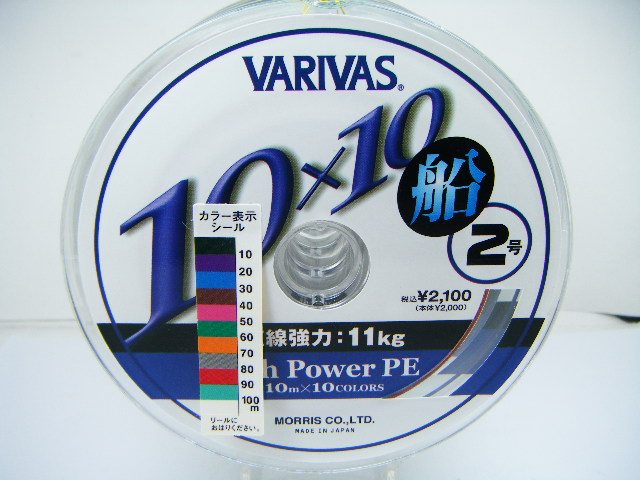 VARIVAS®
10×10
船
2号
税込¥2,100
(本体¥2,000)
カラー表示
シール
10
20
30
40
50
60
70
80
90
100m
リールに
おはりください。
線強力:11kg
h Power PE
10m×10COLORS
MORRIS CO.,LTD.
MADE IN JAPAN